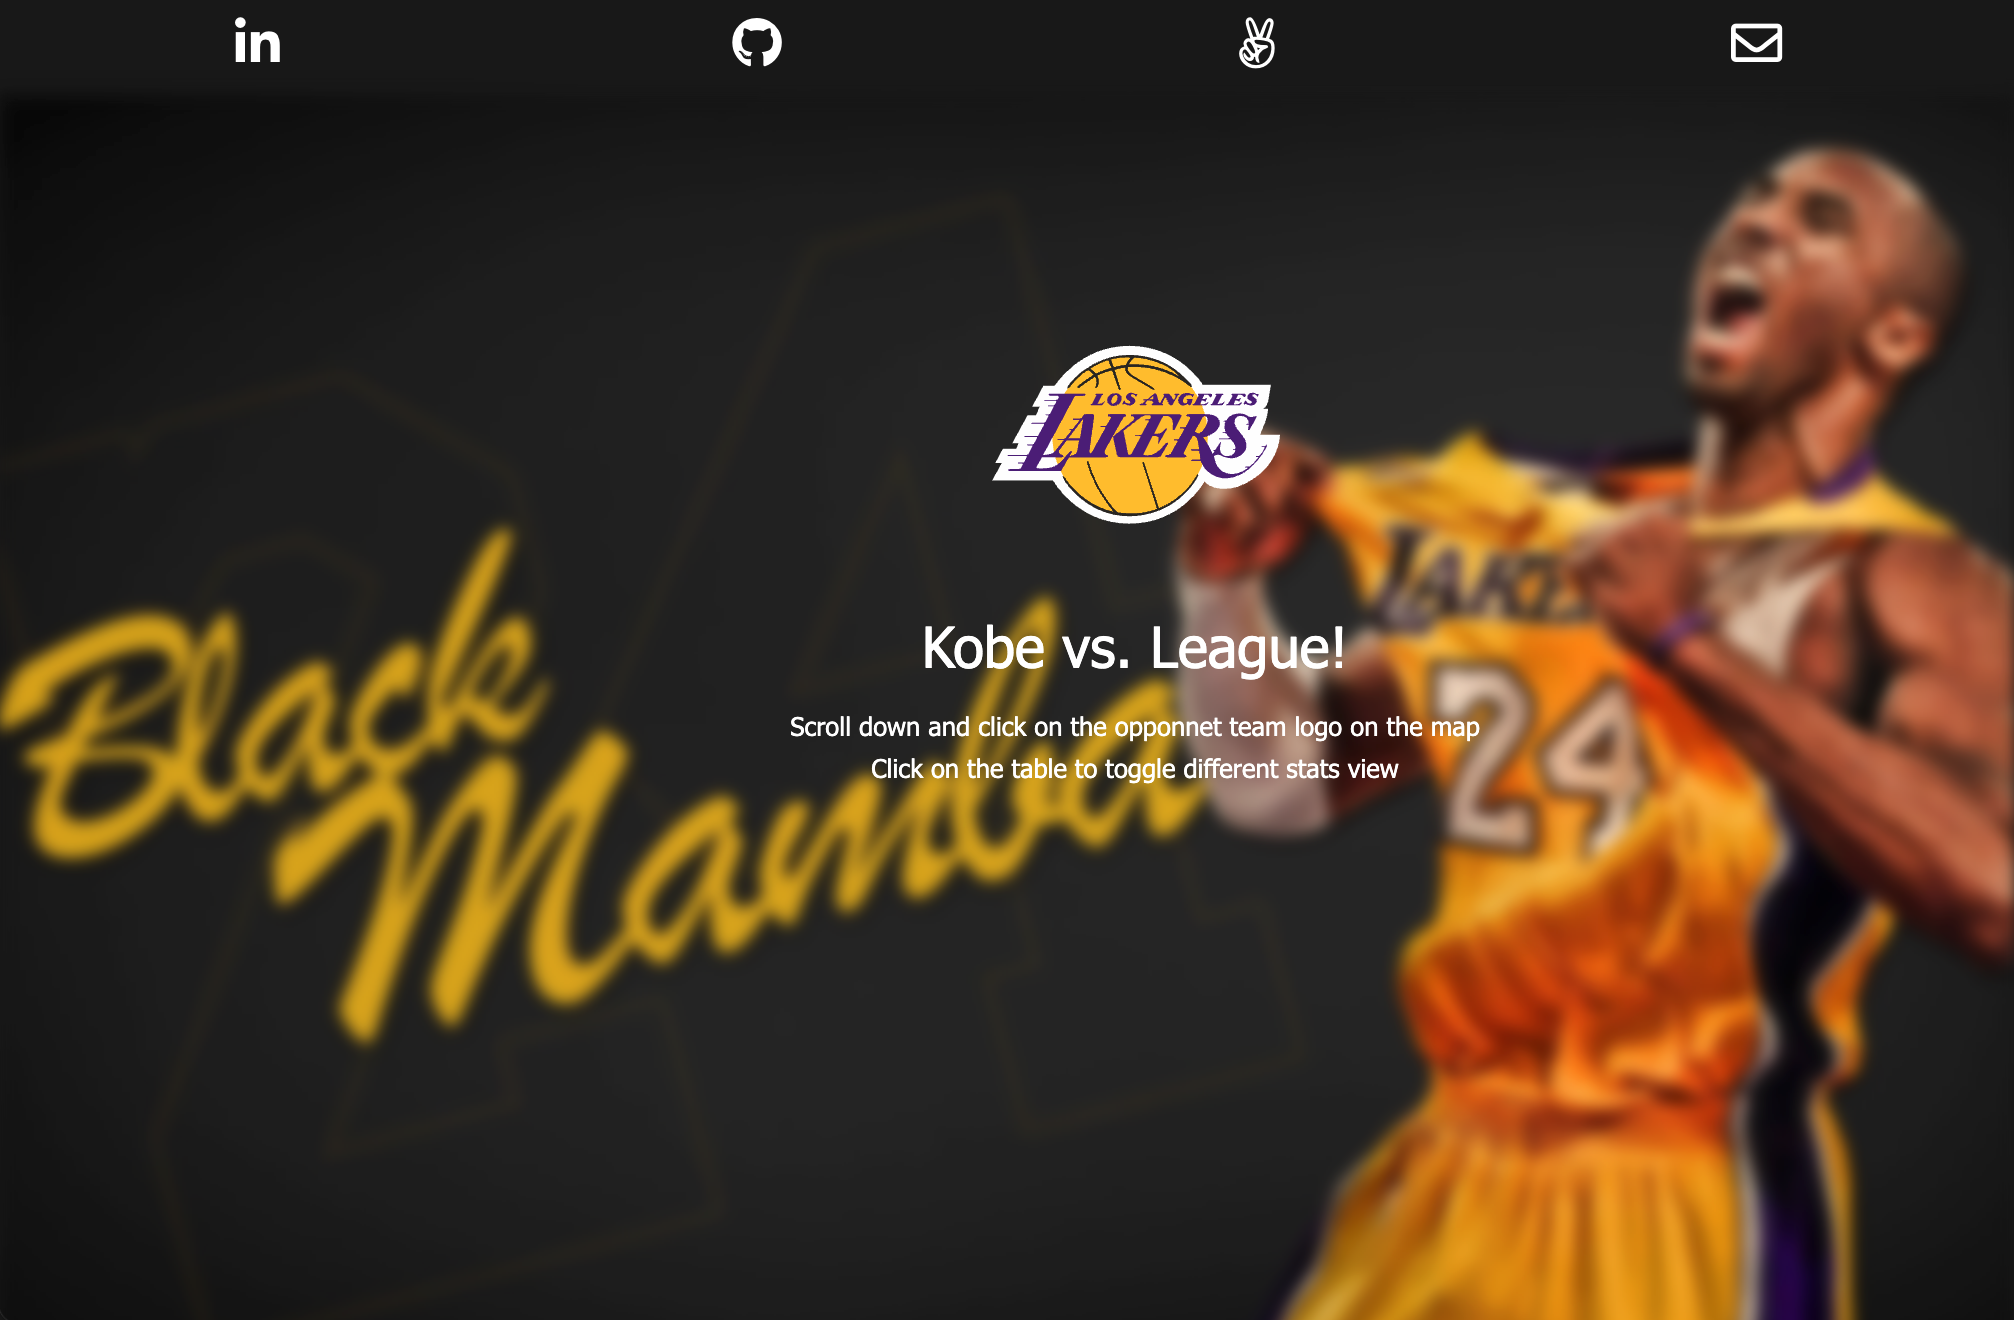 in
LOS ANGELES
LAKERS
Kobe vs. League!
Scroll down and click on the opponnet team logo on the map
Click on the table to toggle different stats view
Black
Mamba
LAKE
24